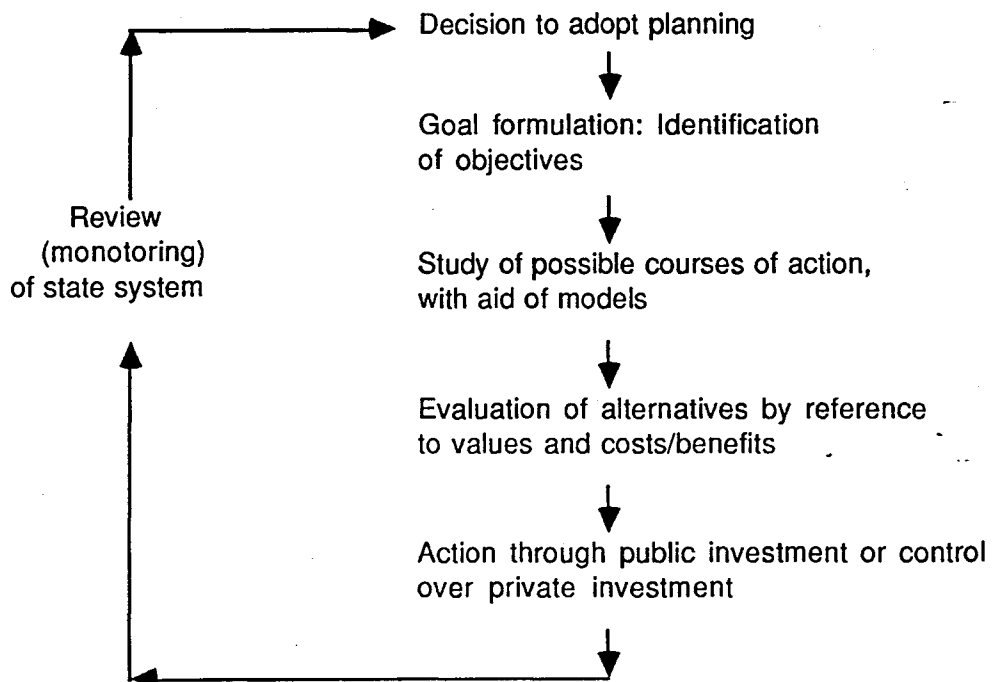 Decision to adopt planning
Goal formulation: Identification
of objectives
Study of possible courses of action,
with aid of models
Evaluation of alternatives by reference
to values and costs/benefits
Action through public investment or control
over private investment
Review
(monotoring)
of state system